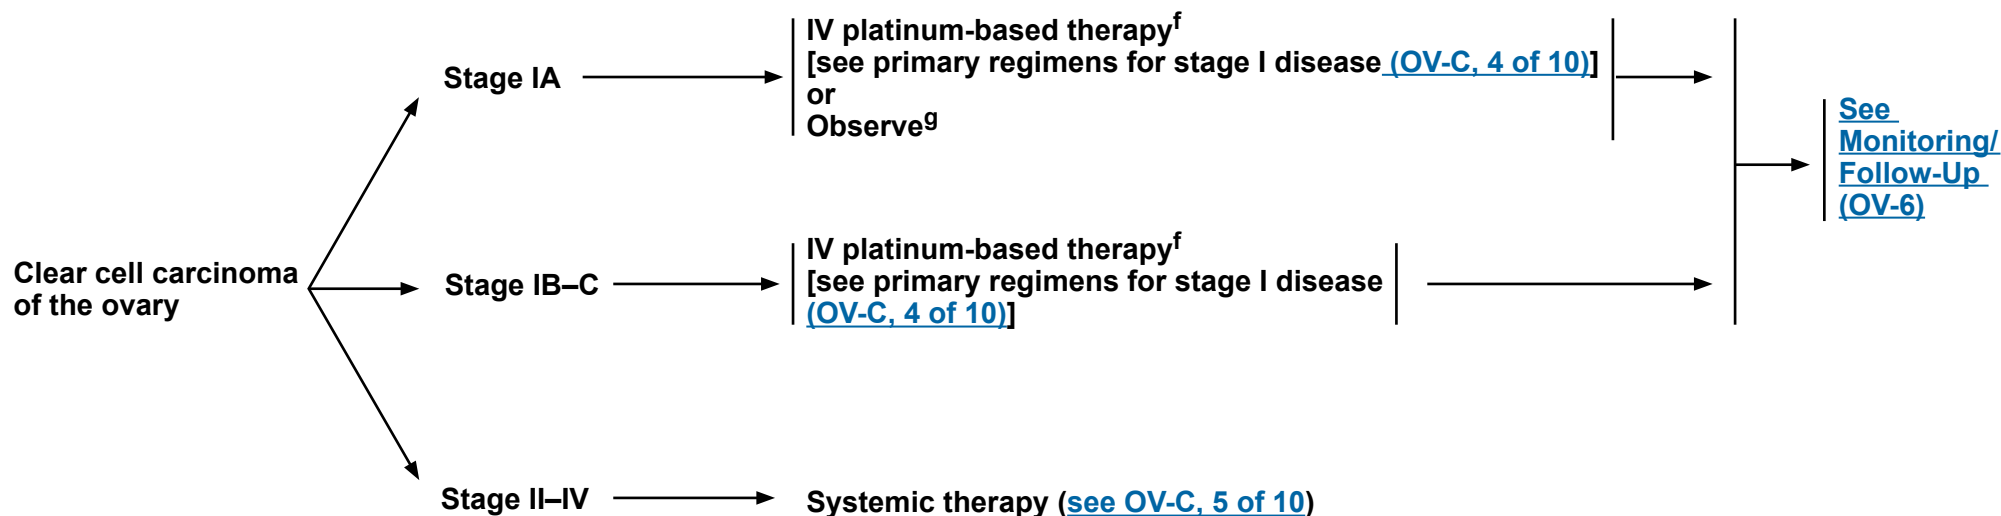 Clear cell carcinoma
of the ovary
Stage IA
IV platinum-based therapyf
[see primary regimens for stage I disease (OV-C, 4 of 10)]
or
Observeg
Stage IB–C
IV platinum-based therapyf
[see primary regimens for stage I disease
(OV-C, 4 of 10)]
Stage II–IV
Systemic therapy (see OV-C, 5 of 10)
See
Monitoring/
Follow-Up
(OV-6)